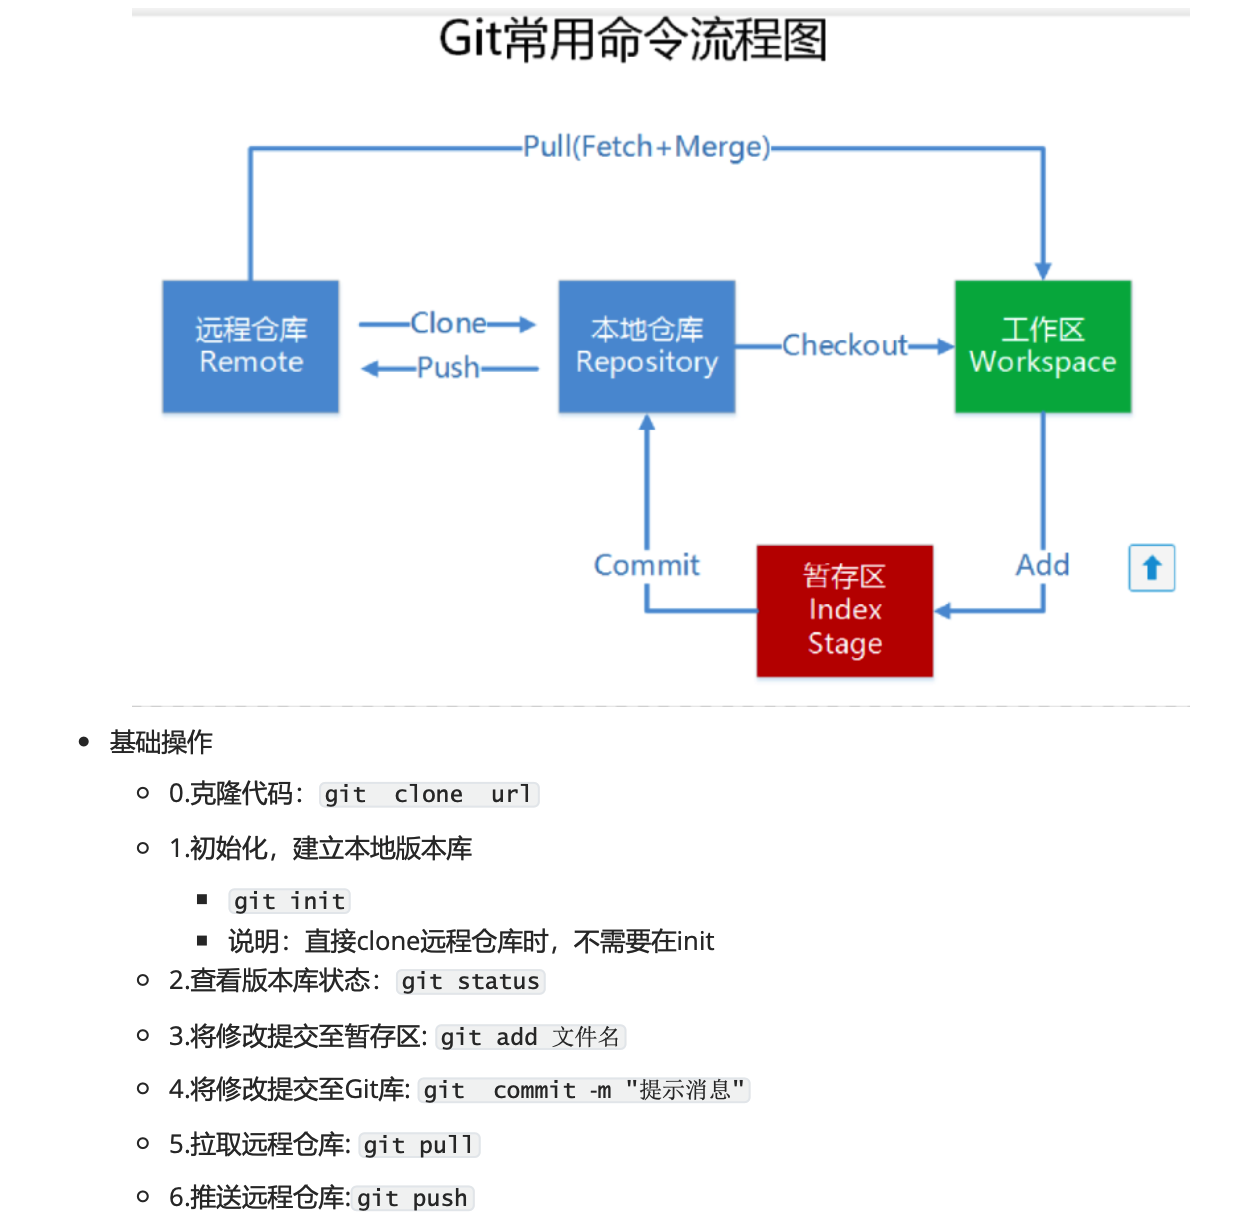 Git常用命令流程图
Pull(Fetch+Merge)
远程仓库
Remote
Clone
Push
本地仓库
Repository
Checkout
工作区
Workspace
Commit
暂存区
Index
Stage
Add
基础操作
0.克隆代码： git  clone  url
1.初始化，建立本地版本库
git init
说明：直接clone远程仓库时，不需要在init
2.查看版本库状态： git status
3.将修改提交至暂存区: git add 文件名
4.将修改提交至Git库: git  commit -m "提示消息"
5.拉取远程仓库: git pull
6.推送远程仓库:git push